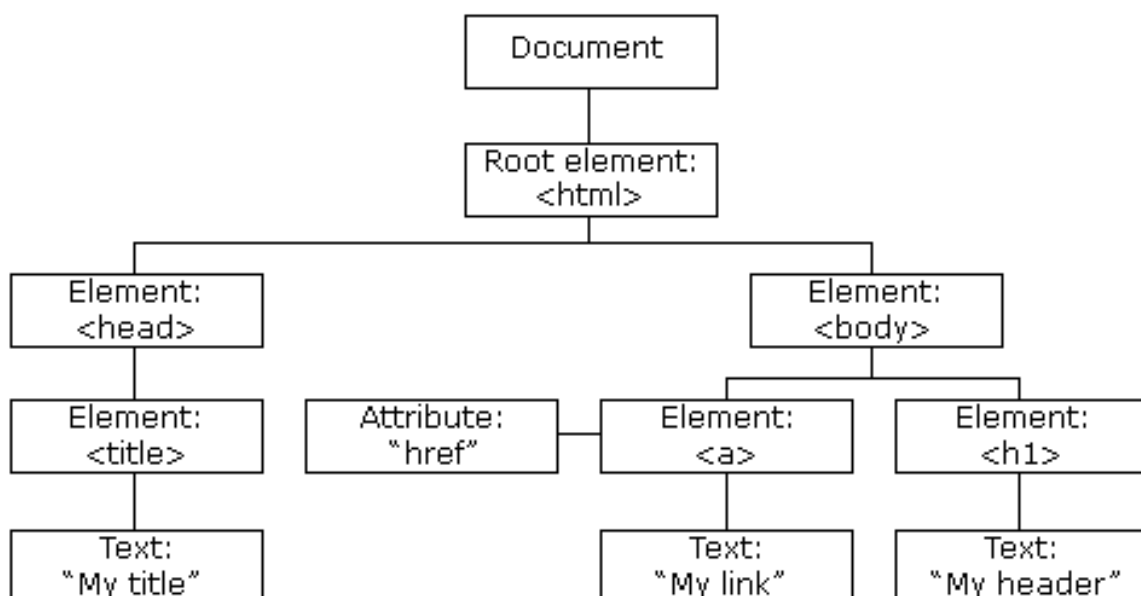 Document
Root element:
<html>
Element:
<head>
Element:
<body>
Element:
<title>
Attribute:
“href”
Element:
<a>
Element:
<h1>
Text:
“My title”
Text:
“My link”
Text:
“My header”